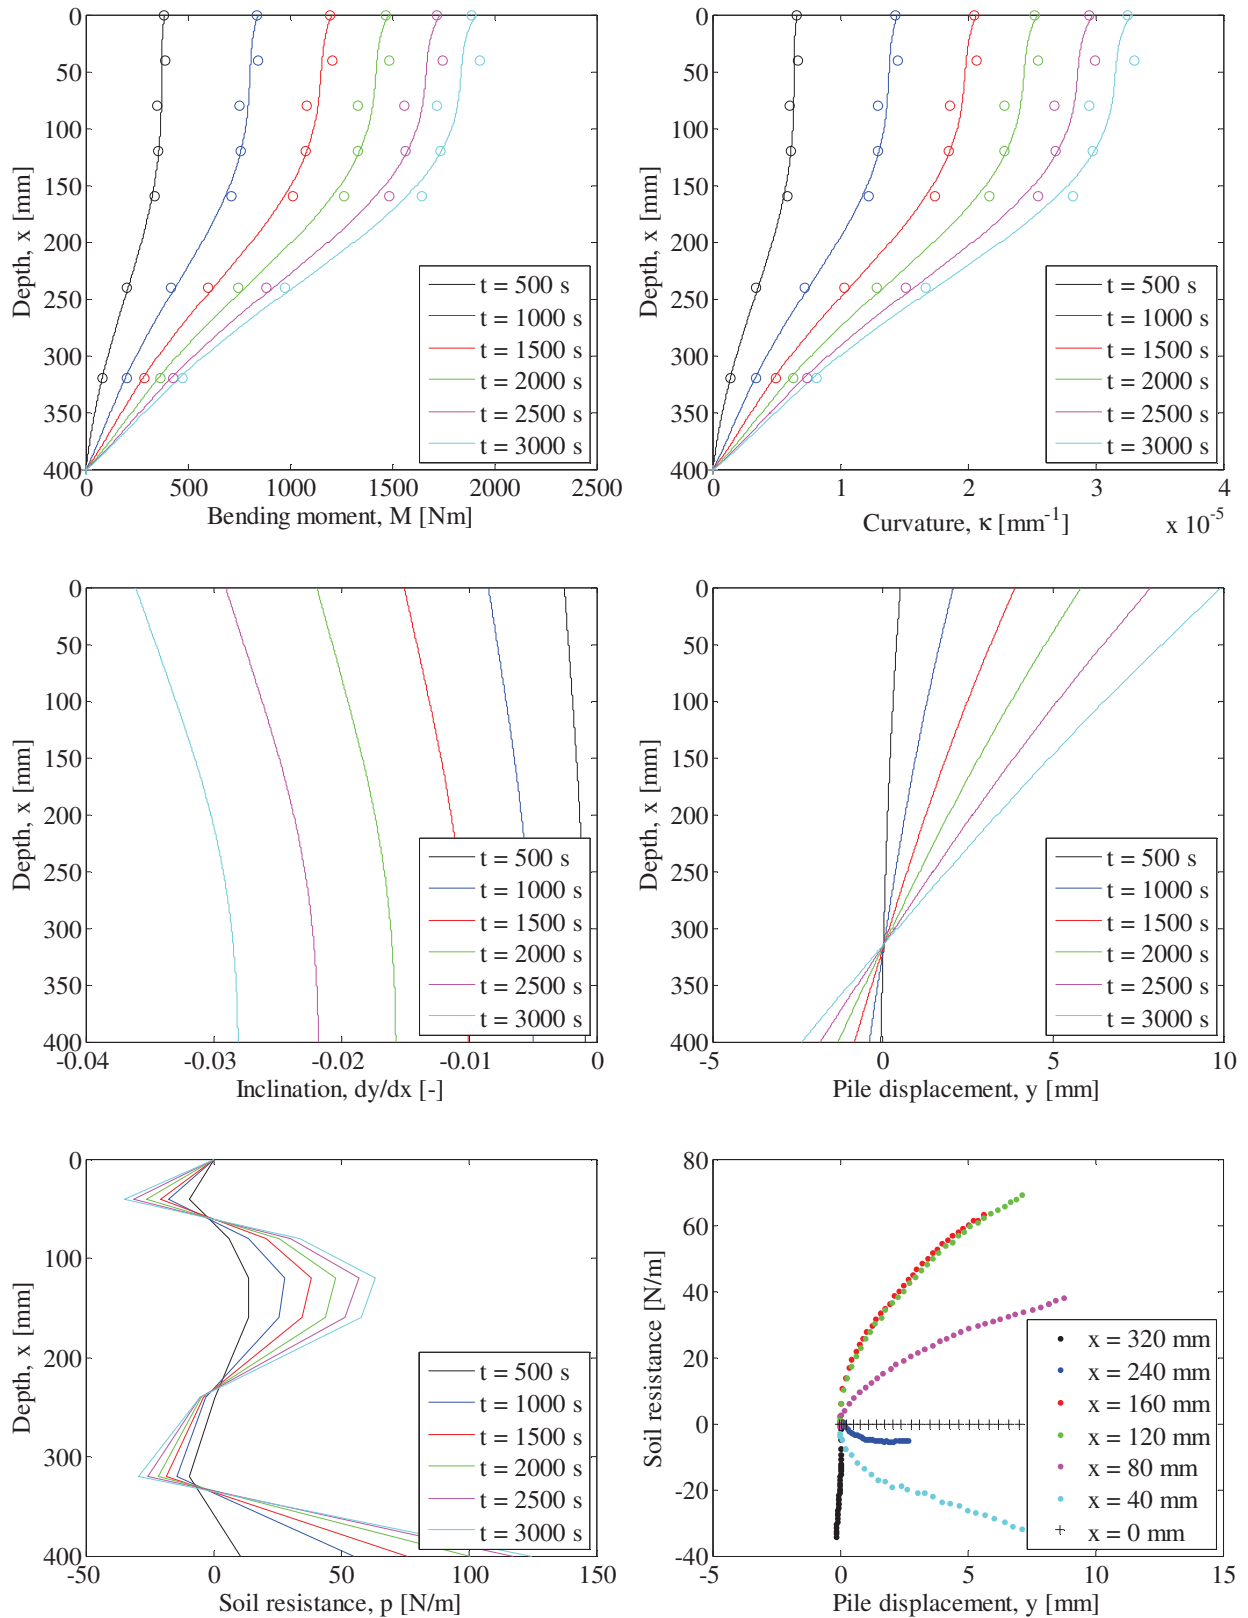 0
50
100
150
200
250
300
350
400
Depth, x [mm]
0
500
1000
1500
2000
2500
Bending moment, M [Nm]
t = 500 s
t = 1000 s
t = 1500 s
t = 2000 s
t = 2500 s
t = 3000 s
0
50
100
150
200
250
300
350
400
Depth, x [mm]
0
1
2
3
4
Curvature, κ [mm⁻¹]
x 10⁻⁵
t = 500 s
t = 1000 s
t = 1500 s
t = 2000 s
t = 2500 s
t = 3000 s
0
50
100
150
200
250
300
350
400
Depth, x [mm]
-0.04
-0.03
-0.02
-0.01
0
Inclination, dy/dx [-]
t = 500 s
t = 1000 s
t = 1500 s
t = 2000 s
t = 2500 s
t = 3000 s
0
50
100
150
200
250
300
350
400
Depth, x [mm]
-5
0
5
10
Pile displacement, y [mm]
t = 500 s
t = 1000 s
t = 1500 s
t = 2000 s
t = 2500 s
t = 3000 s
0
100
200
300
400
Depth, x [mm]
-50
0
50
100
150
Soil resistance, p [N/m]
t = 500 s
t = 1000 s
t = 1500 s
t = 2000 s
t = 2500 s
t = 3000 s
80
60
40
20
0
-20
-40
Soil resistance [N/m]
-5
0
5
10
15
Pile displacement, y [mm]
x = 320 mm
x = 240 mm
x = 160 mm
x = 120 mm
x = 80 mm
x = 40 mm
x = 0 mm